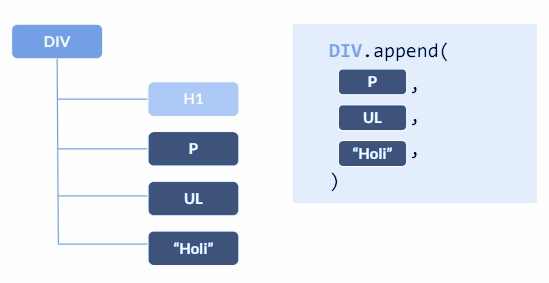 DIV
H1
P
UL
“Holi”
DIV.append(
P ,
UL ,
“Holi” ,
)